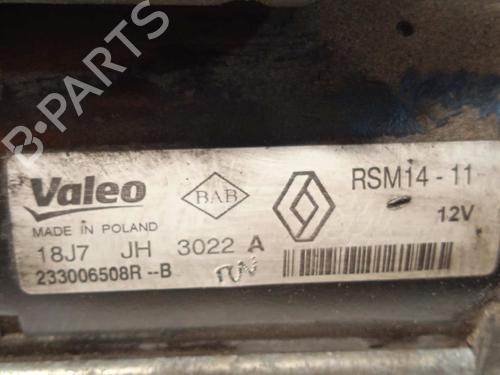 B-PARTS
Valeo
BAB
RSM14 - 11
MADE IN POLAND
12V
18J7 JH 3022 A
233006508R--B